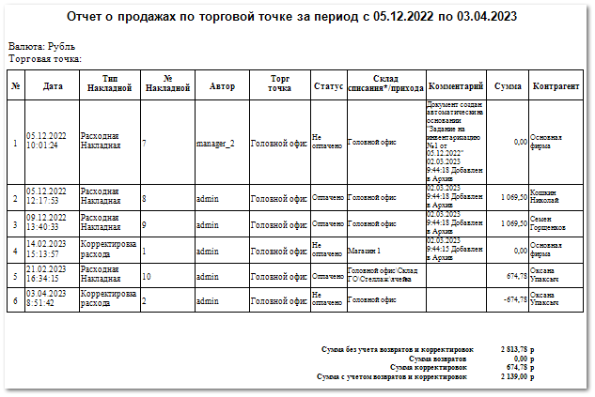 Отчет о продажах по торговой точке за период с 05.12.2022 по 03.04.2023
Валюта: Рубль
Торговая точка:
№ Дата Тип Накладной № Накладной Автор Торг точка Статус Склад списания*/прихода Комментарий Сумма Контрагент
1 05.12.2022 10:01:24 Расходная Накладная 7 manager_2 Головной офис Не оплачено Головной офис Документ создан автоматически на основании "Задание на инвентаризацию №1 от 05.12.2022" 02.03.2023 9:44:18 Добавлен в Архив 0,00 Основная фирма
2 05.12.2022 12:17:53 Расходная Накладная 8 admin Головной офис Оплачено Головной офис 02.03.2023 9:44:18 Добавлен в Архив 1 069,50 Кошкин Николай
3 09.12.2022 13:40:33 Расходная Накладная 9 admin Головной офис Оплачено Головной офис 02.03.2023 9:44:18 Добавлен в Архив 1 069,50 Семен Горшенков
4 14.02.2023 15:13:57 Корректировка расхода 1 admin Головной офис Не оплачено Магазин 1 02.03.2023 9:44:15 Добавлен в Архив 0,00 Основная фирма
5 21.02.2023 16:34:15 Расходная Накладная 10 admin Головной офис Оплачено Головной офис Склад ГО/Стеллаж/ячейка 674,78 Оксана Упаксыч
6 03.04.2023 8:51:42 Корректировка расхода 2 admin Головной офис Не оплачено Головной офис -674,78 Оксана Упаксыч
Сумма без учета возвратов и корректировок 2 813,78 р
Сумма возвратов 0,00 р
Сумма корректировок 674,78 р
Сумма с учетом возвратов и корректировок 2 139,00 р